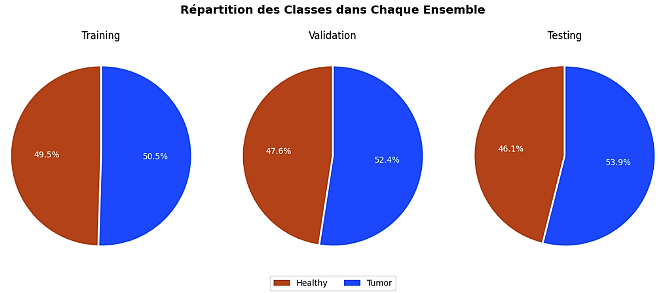 Répartition des Classes dans Chaque Ensemble
Training
Validation
Testing
49.5%
50.5%
47.6%
52.4%
46.1%
53.9%
Healthy
Tumor